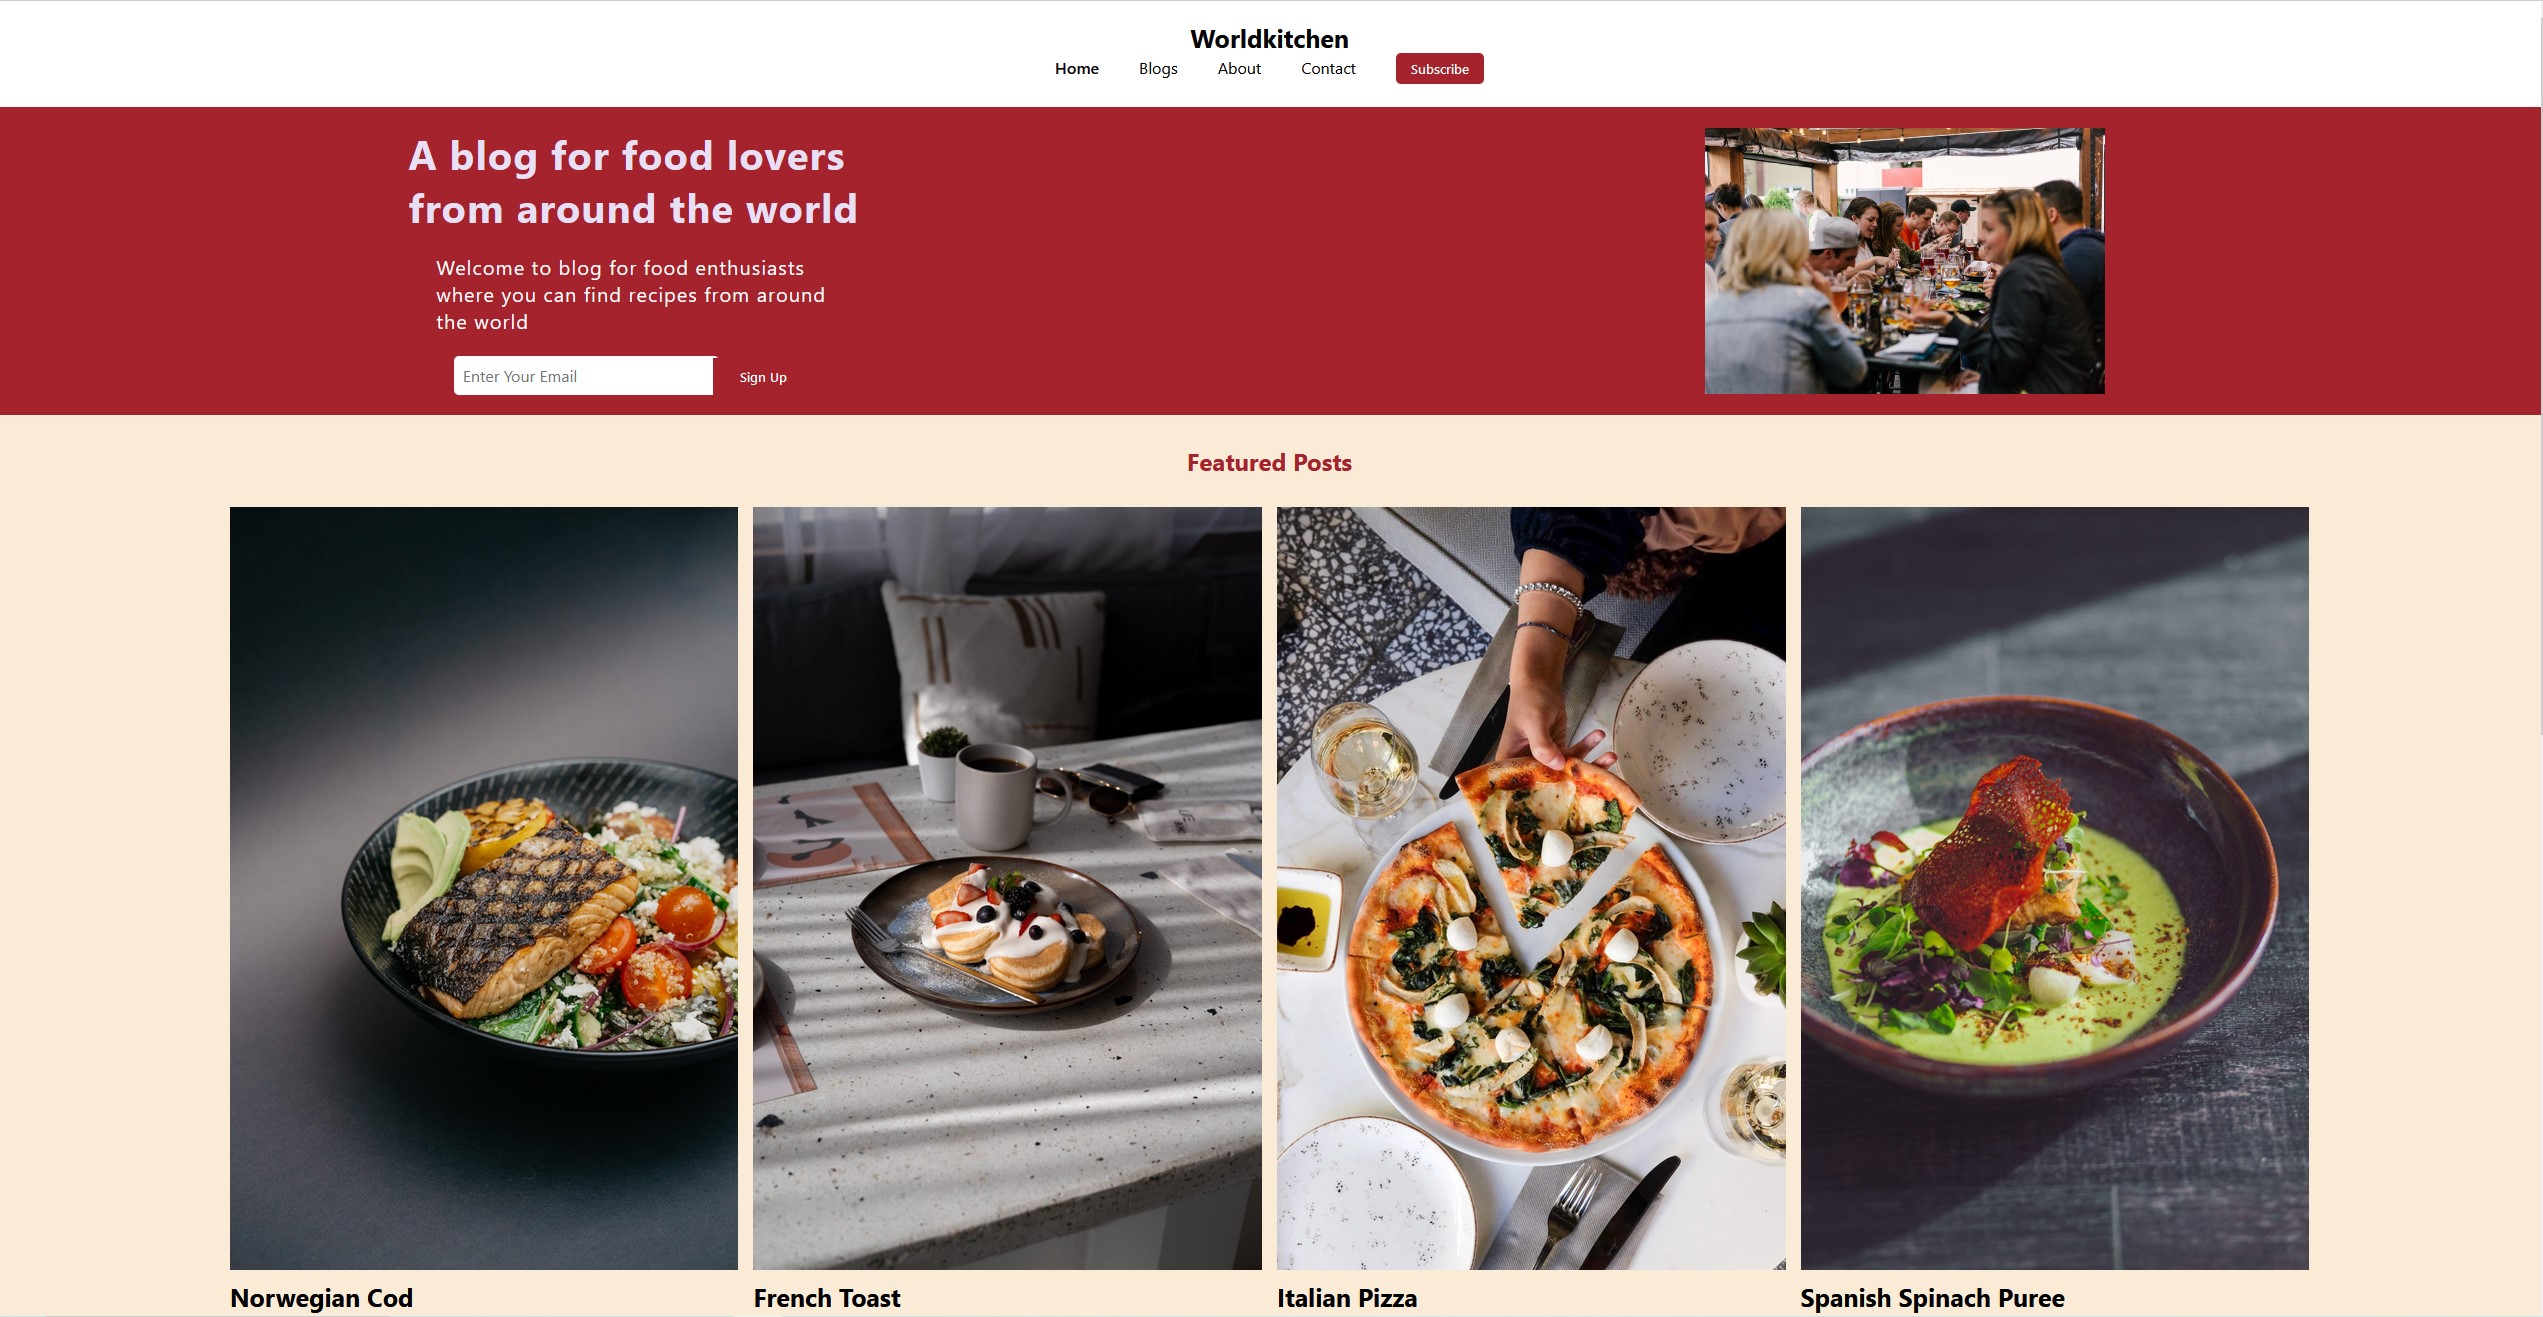 Worldkitchen
Home Blogs About Contact Subscribe
A blog for food lovers
from around the world
Welcome to blog for food enthusiasts
where you can find recipes from around
the world
Enter Your Email Sign Up
Featured Posts
Norwegian Cod French Toast Italian Pizza Spanish Spinach Puree